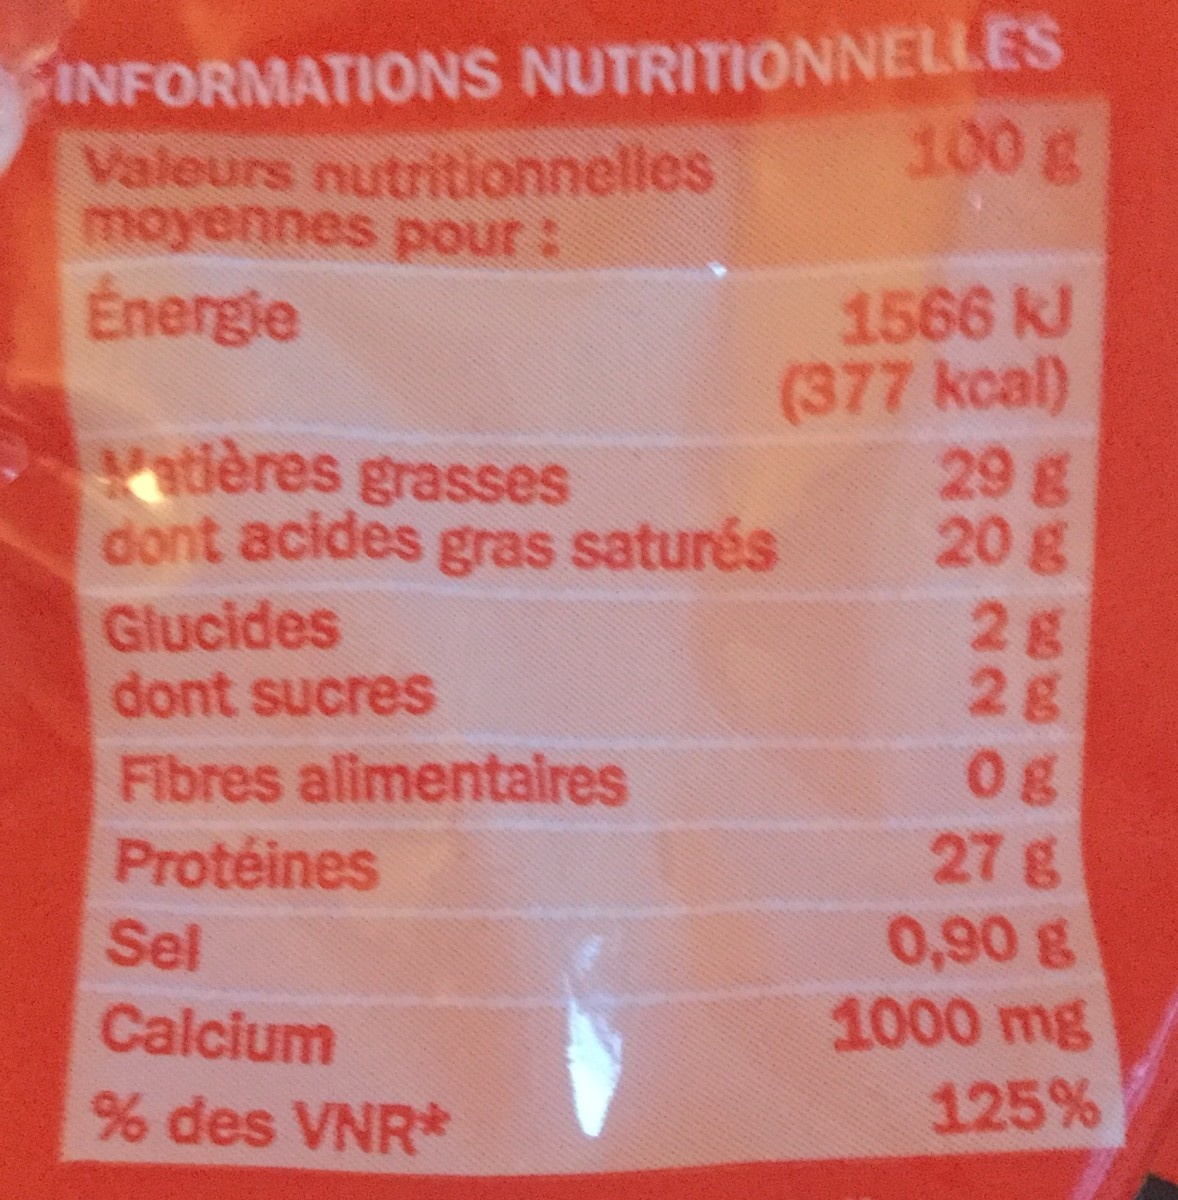 INFORMATIONS NUTRITIONNELLES
Valeurs nutritionnelles 100 g
moyennes pour :
Énergie 1566 kJ
(377 kcal)
Matières grasses 29 g
dont acides gras saturés 20 g
Glucides 2 g
dont sucres 2 g
Fibres alimentaires 0 g
Protéines 27 g
Sel 0,90 g
Calcium 1000 mg
% des VNR* 125%